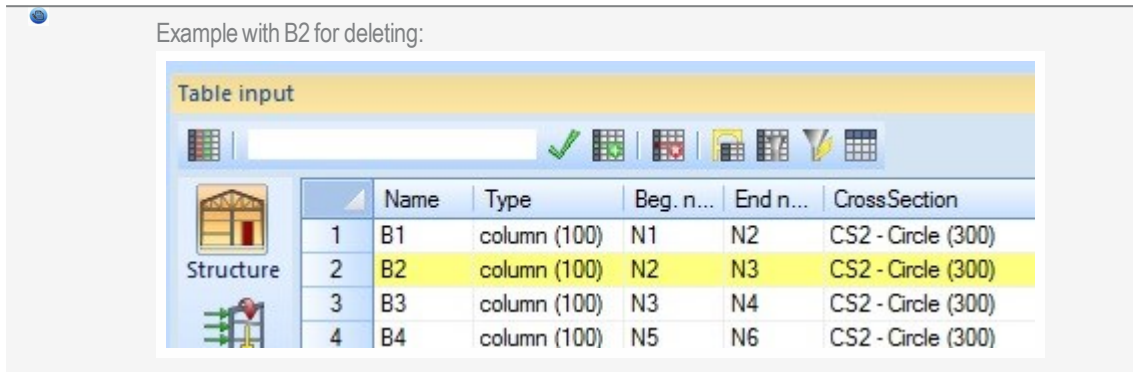 Example with B2 for deleting:
Table input
Name Type Beg. n... End n... CrossSection
1 B1 column (100) N1 N2 CS2 - Circle (300)
Structure 2 B2 column (100) N2 N3 CS2 - Circle (300)
3 B3 column (100) N3 N4 CS2 - Circle (300)
4 B4 column (100) N5 N6 CS2 - Circle (300)